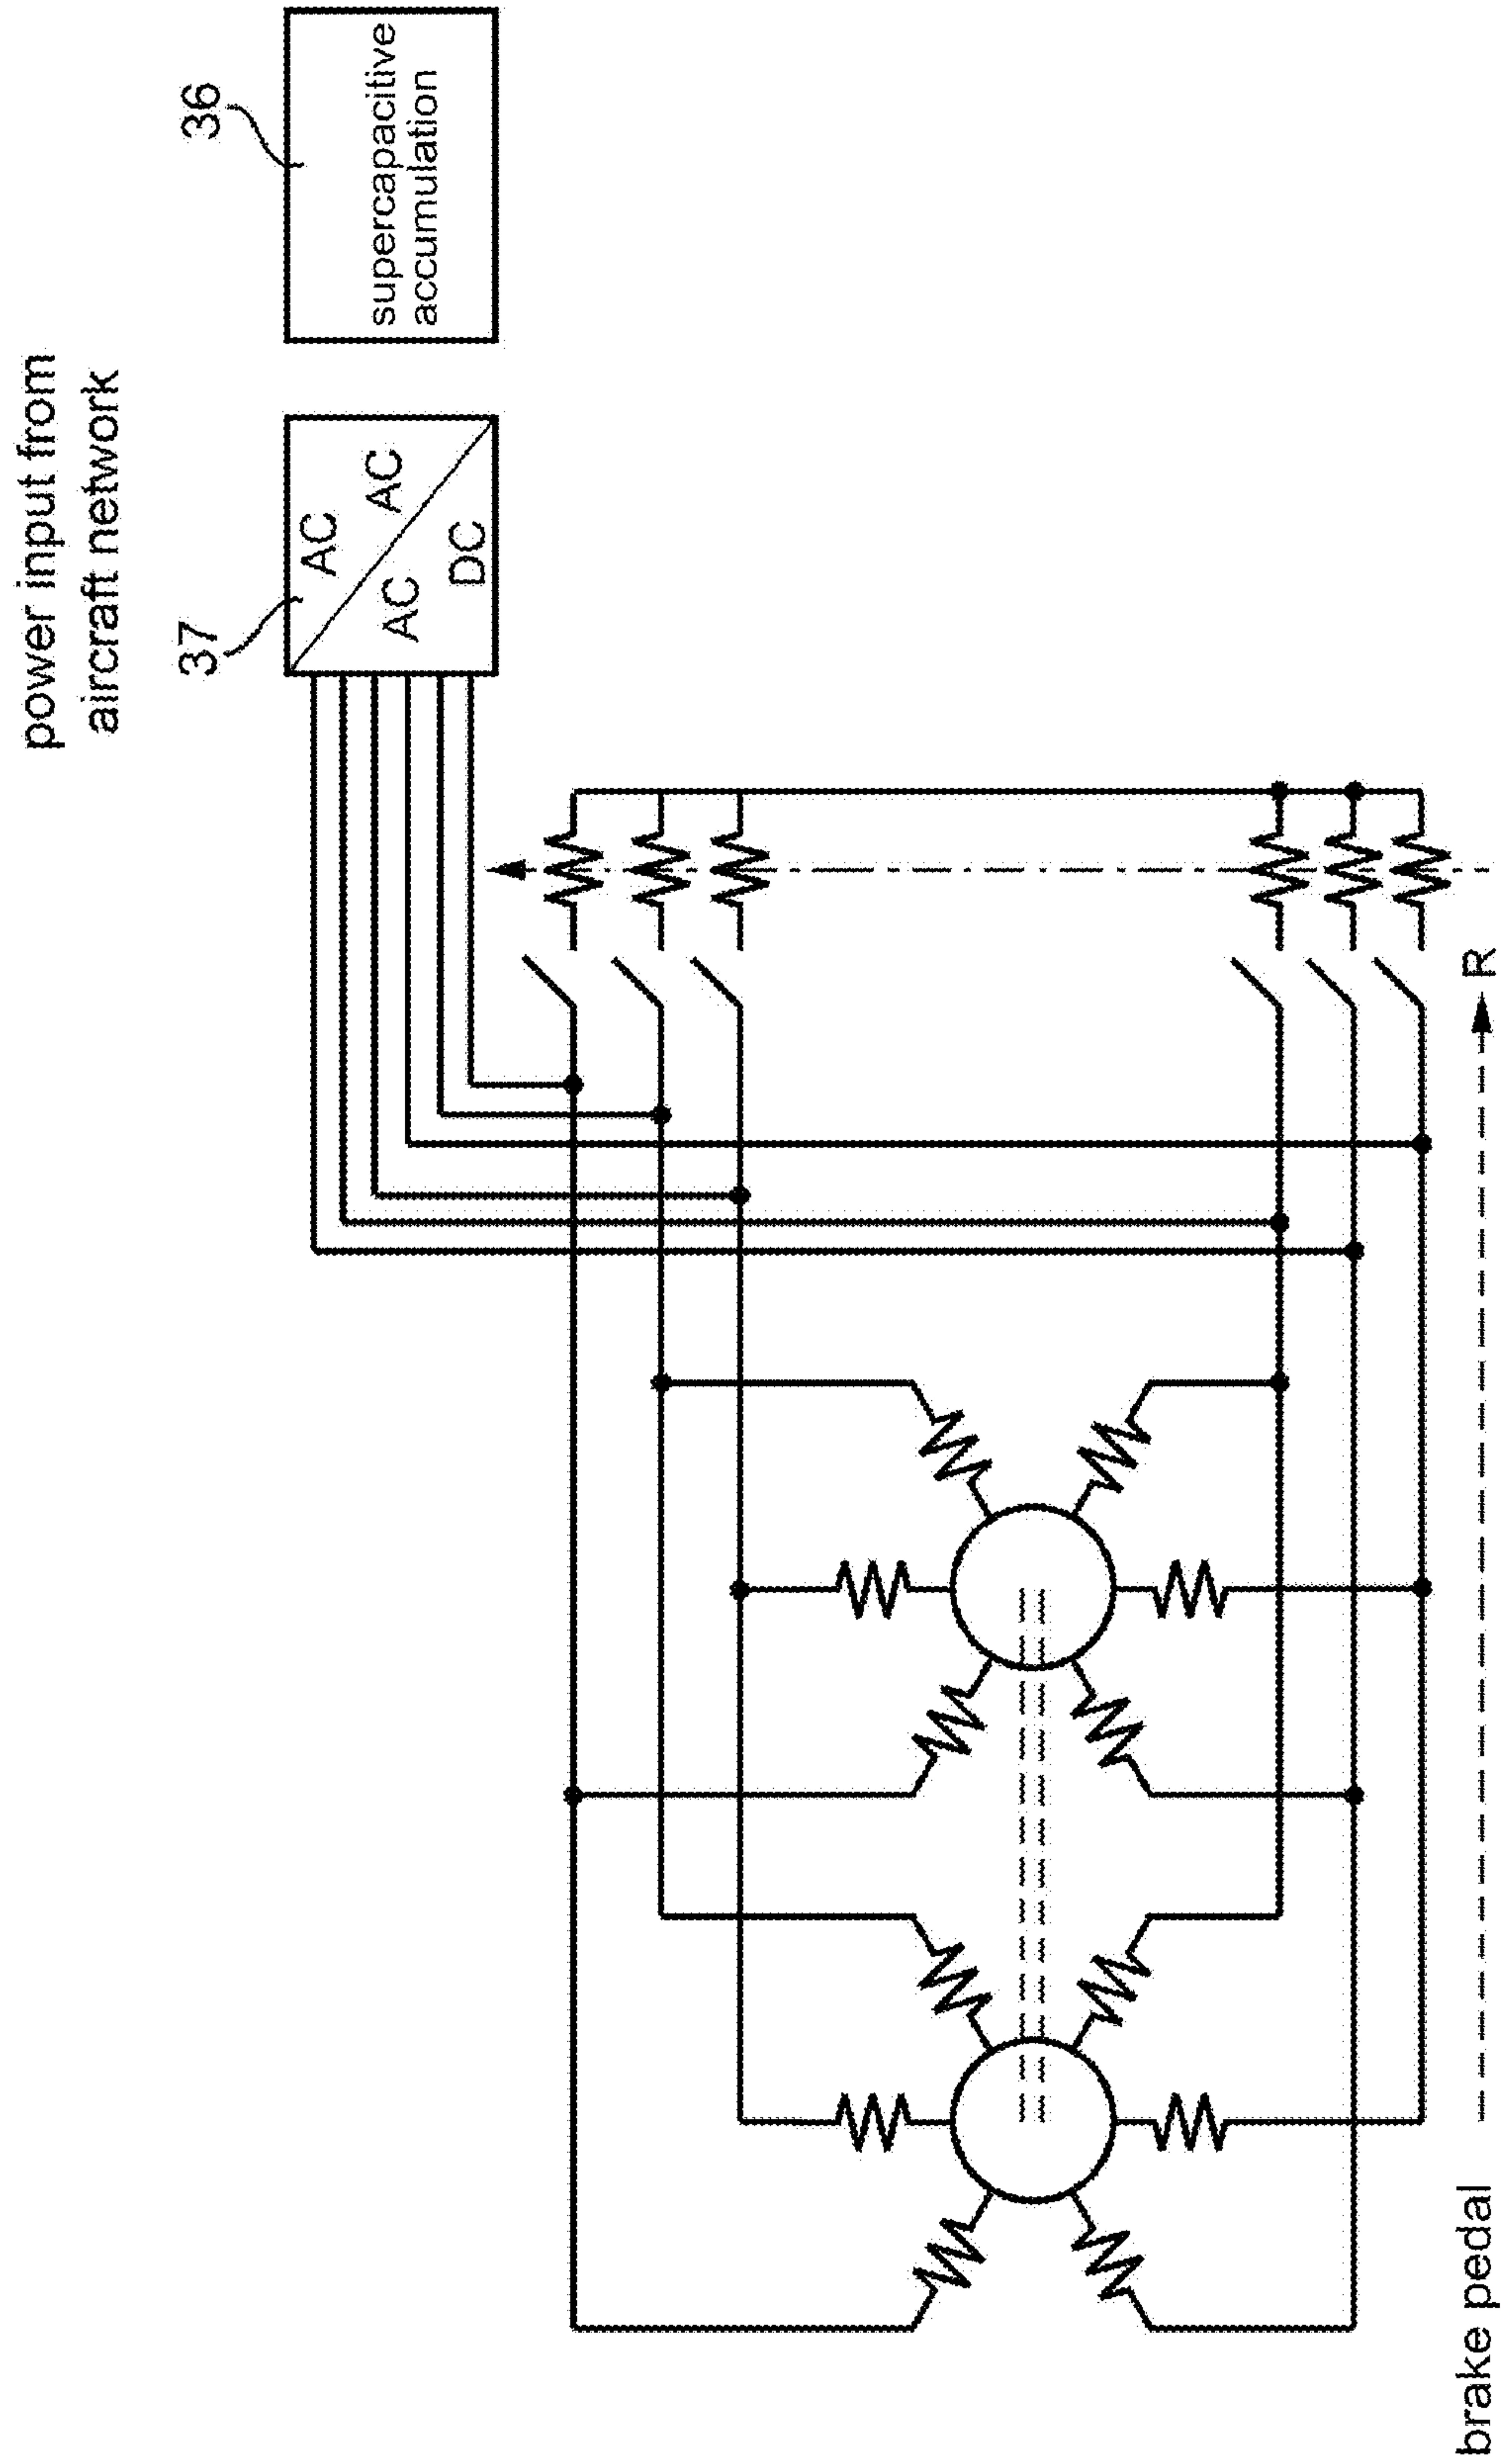 power input from
aircraft network
36
supercapacitive
accumulation
37
AC
AC
AC
DC
R
brake pedal